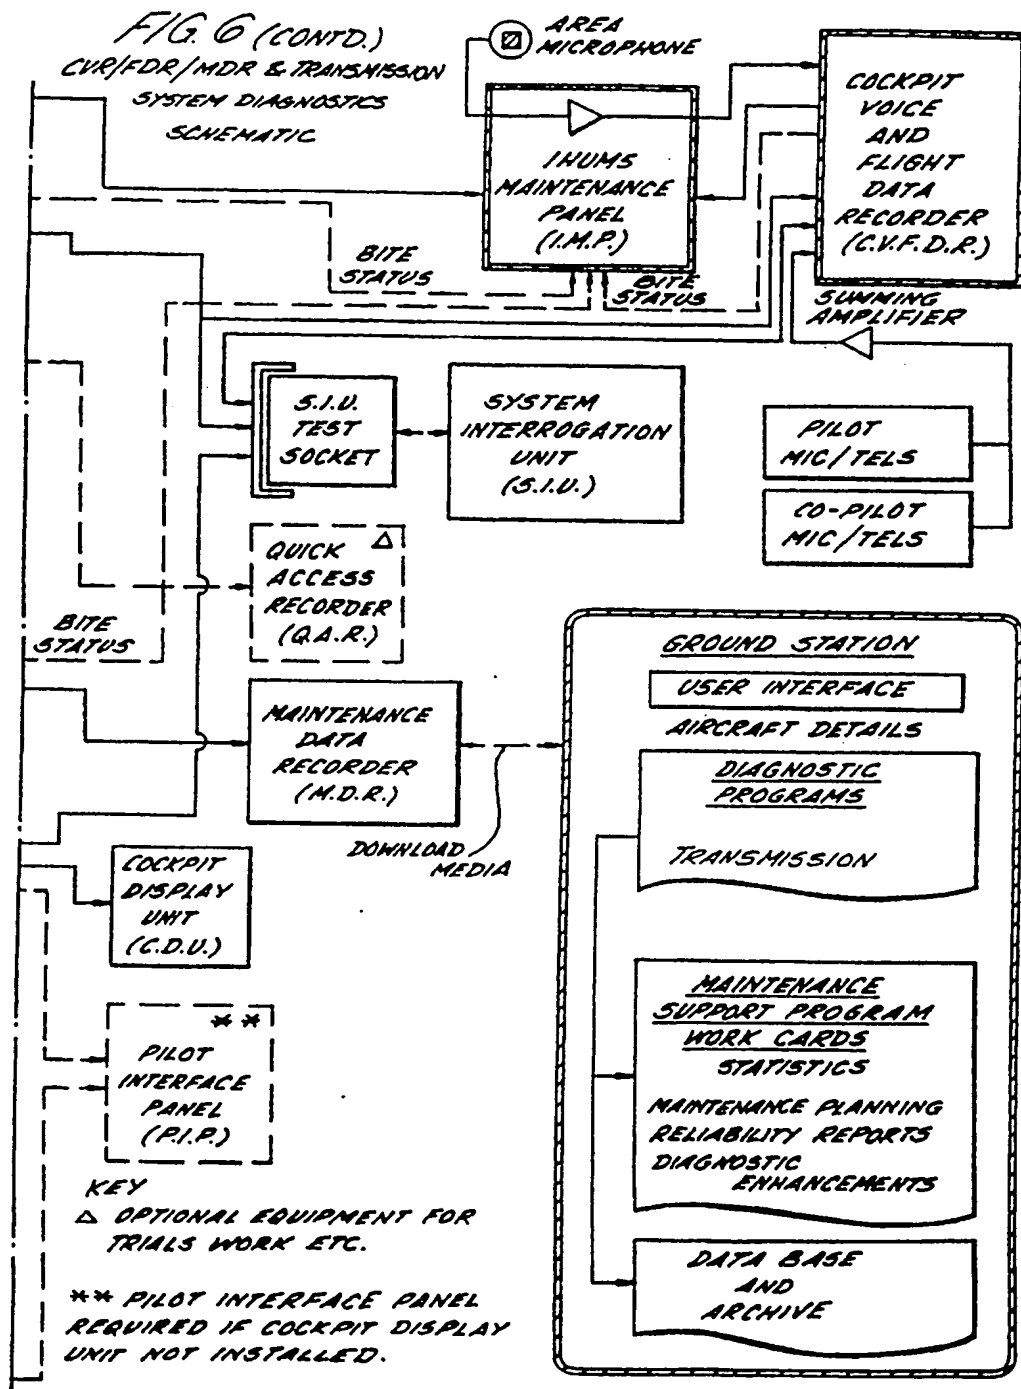 FIG. 6 (CONTD.)
CVR/FDR/MDR & TRANSMISSION
SYSTEM DIAGNOSTICS
SCHEMATIC
AREA
MICROPHONE
COCKPIT
VOICE
AND
FLIGHT
DATA
RECORDER
(C.V.F.D.R.)
IHUMS
MAINTENANCE
PANEL
(I.M.P.)
BITE
STATUS
BITE
STATUS
SUMMING
AMPLIFIER
S.I.U.
TEST
SOCKET
SYSTEM
INTERROGATION
UNIT
(S.I.U.)
PILOT
MIC/TELS
CO-PILOT
MIC/TELS
QUICK △
ACCESS
RECORDER
(Q.A.R.)
BITE
STATUS
MAINTENANCE
DATA
RECORDER
(M.D.R.)
DOWNLOAD
MEDIA
GROUND STATION
USER INTERFACE
AIRCRAFT DETAILS
DIAGNOSTIC
PROGRAMS
TRANSMISSION
MAINTENANCE
SUPPORT PROGRAM
WORK CARDS
STATISTICS
MAINTENANCE PLANNING
RELIABILITY REPORTS
DIAGNOSTIC
ENHANCEMENTS
DATA BASE
AND
ARCHIVE
COCKPIT
DISPLAY
UNIT
(C.D.U.)
**
PILOT
INTERFACE
PANEL
(P.I.P.)
KEY
△ OPTIONAL EQUIPMENT FOR
TRIALS WORK ETC.
** PILOT INTERFACE PANEL
REQUIRED IF COCKPIT DISPLAY
UNIT NOT INSTALLED.